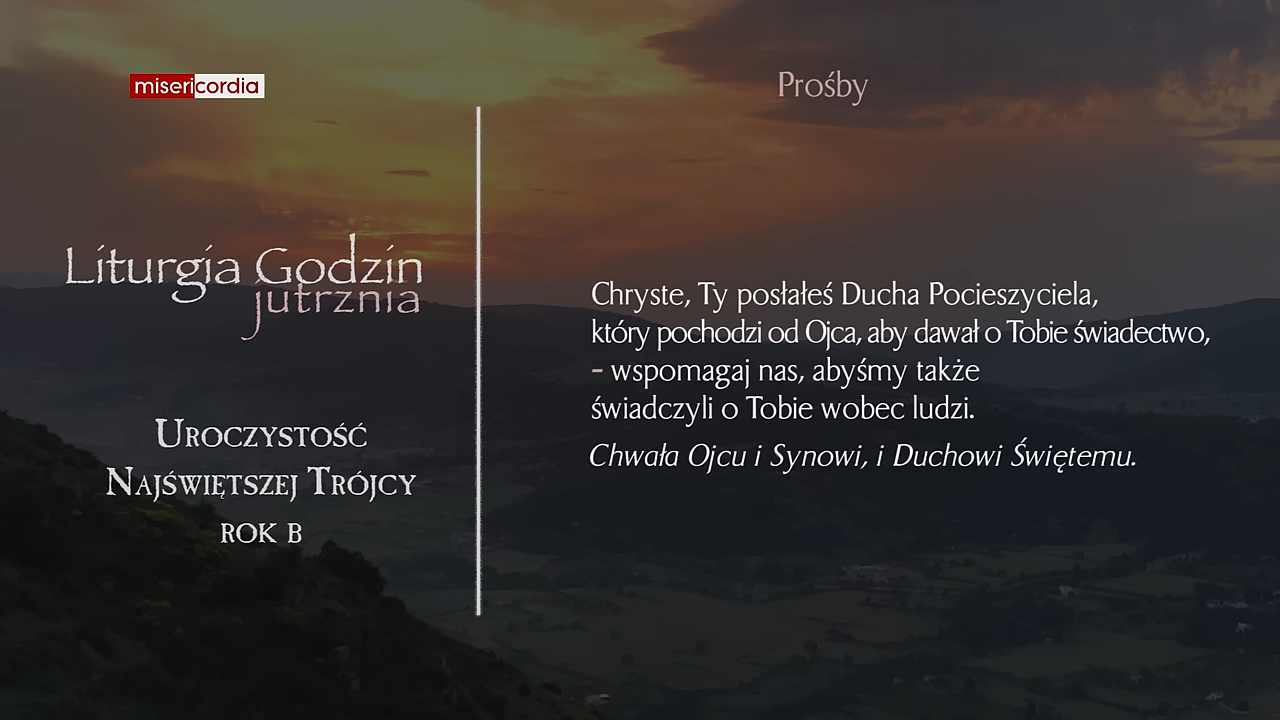 misericordia
Liturgia Godzin
jutrznia
Uroczystość
Najświętszej Trójcy
rok B
Prośby
Chryste, Ty posłałeś Ducha Pocieszyciela,
który pochodzi od Ojca, aby dawał o Tobie świadectwo,
- wspomagaj nas, abyśmy także
świadczyli o Tobie wobec ludzi.
Chwała Ojcu i Synowi, i Duchowi Świętemu.